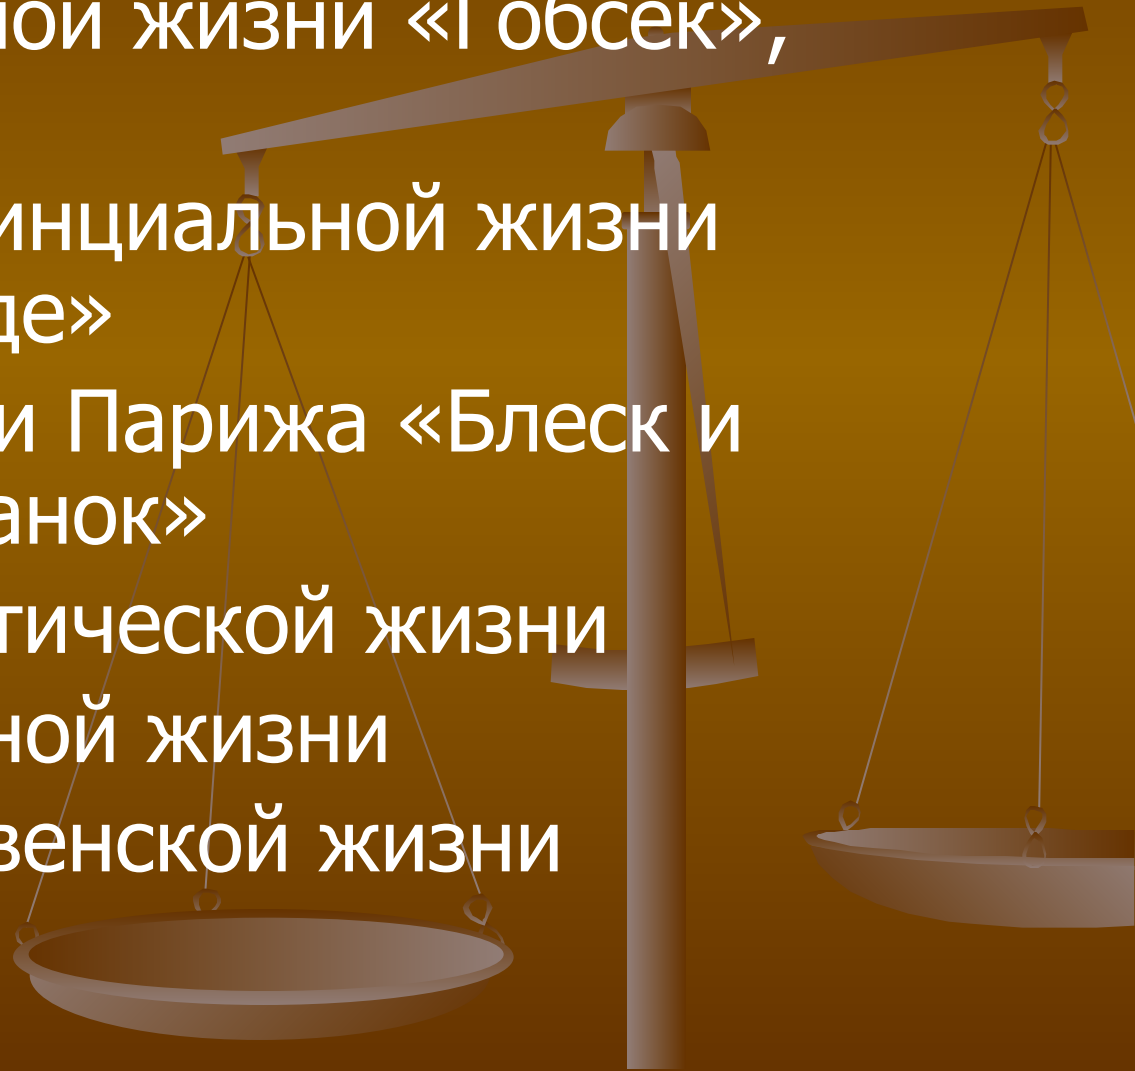 ной жизни «Гобсек»,
инциальной жизни
де»
и Парижа «Блеск и
анок»
тической жизни
ной жизни
венской жизни